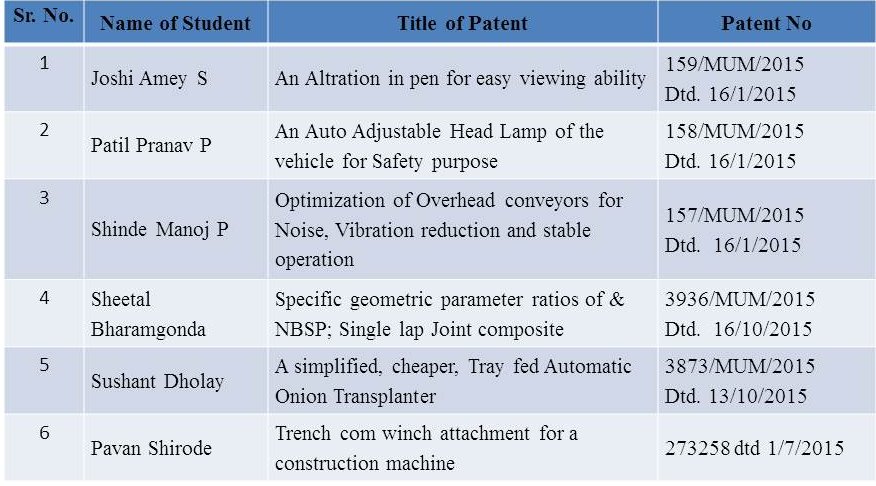 Sr. No. Name of Student Title of Patent Patent No
1 Joshi Amey S An Altration in pen for easy viewing ability 159/MUM/2015
Dtd. 16/1/2015
2 Patil Pranav P An Auto Adjustable Head Lamp of the
vehicle for Safety purpose 158/MUM/2015
Dtd. 16/1/2015
3 Shinde Manoj P Optimization of Overhead conveyors for
Noise, Vibration reduction and stable
operation 157/MUM/2015
Dtd. 16/1/2015
4 Sheetal
Bharamgonda Specific geometric parameter ratios of &
NBSP; Single lap Joint composite 3936/MUM/2015
Dtd. 16/10/2015
5 Sushant Dholay A simplified, cheaper, Tray fed Automatic
Onion Transplanter 3873/MUM/2015
Dtd. 13/10/2015
6 Pavan Shirode Trench com winch attachment for a
construction machine 273258 dtd 1/7/2015